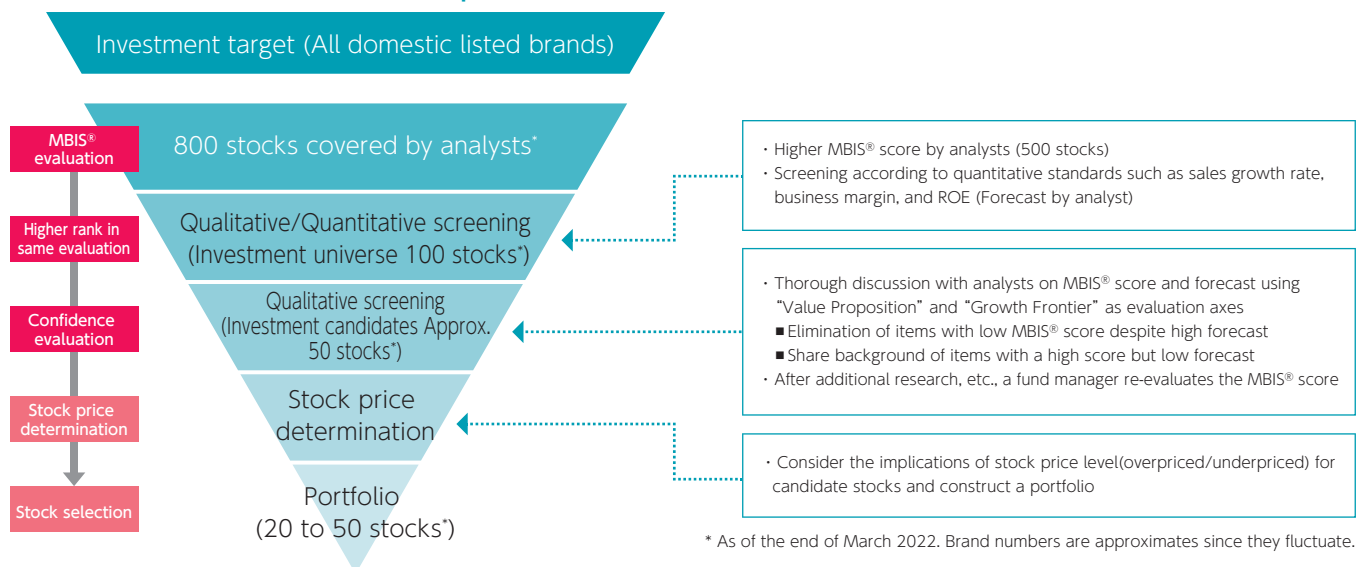 Investment target (All domestic listed brands)
MBIS®
evaluation
800 stocks covered by analysts*
Higher rank in
same evaluation
Qualitative/Quantitative screening
(Investment universe 100 stocks*)
・Higher MBIS® score by analysts (500 stocks)
・Screening according to quantitative standards such as sales growth rate,
business margin, and ROE (Forecast by analyst)
Confidence
evaluation
Qualitative screening
(Investment candidates Approx.
50 stocks*)
・Thorough discussion with analysts on MBIS® score and forecast using
“Value Proposition” and “Growth Frontier” as evaluation axes
■Elimination of items with low MBIS® score despite high forecast
■Share background of items with a high score but low forecast
・After additional research, etc., a fund manager re-evaluates the MBIS® score
Stock price
determination
Stock price
determination
・Consider the implications of stock price level(overpriced/underpriced) for
candidate stocks and construct a portfolio
Stock selection
Portfolio
(20 to 50 stocks*)
* As of the end of March 2022. Brand numbers are approximates since they fluctuate.